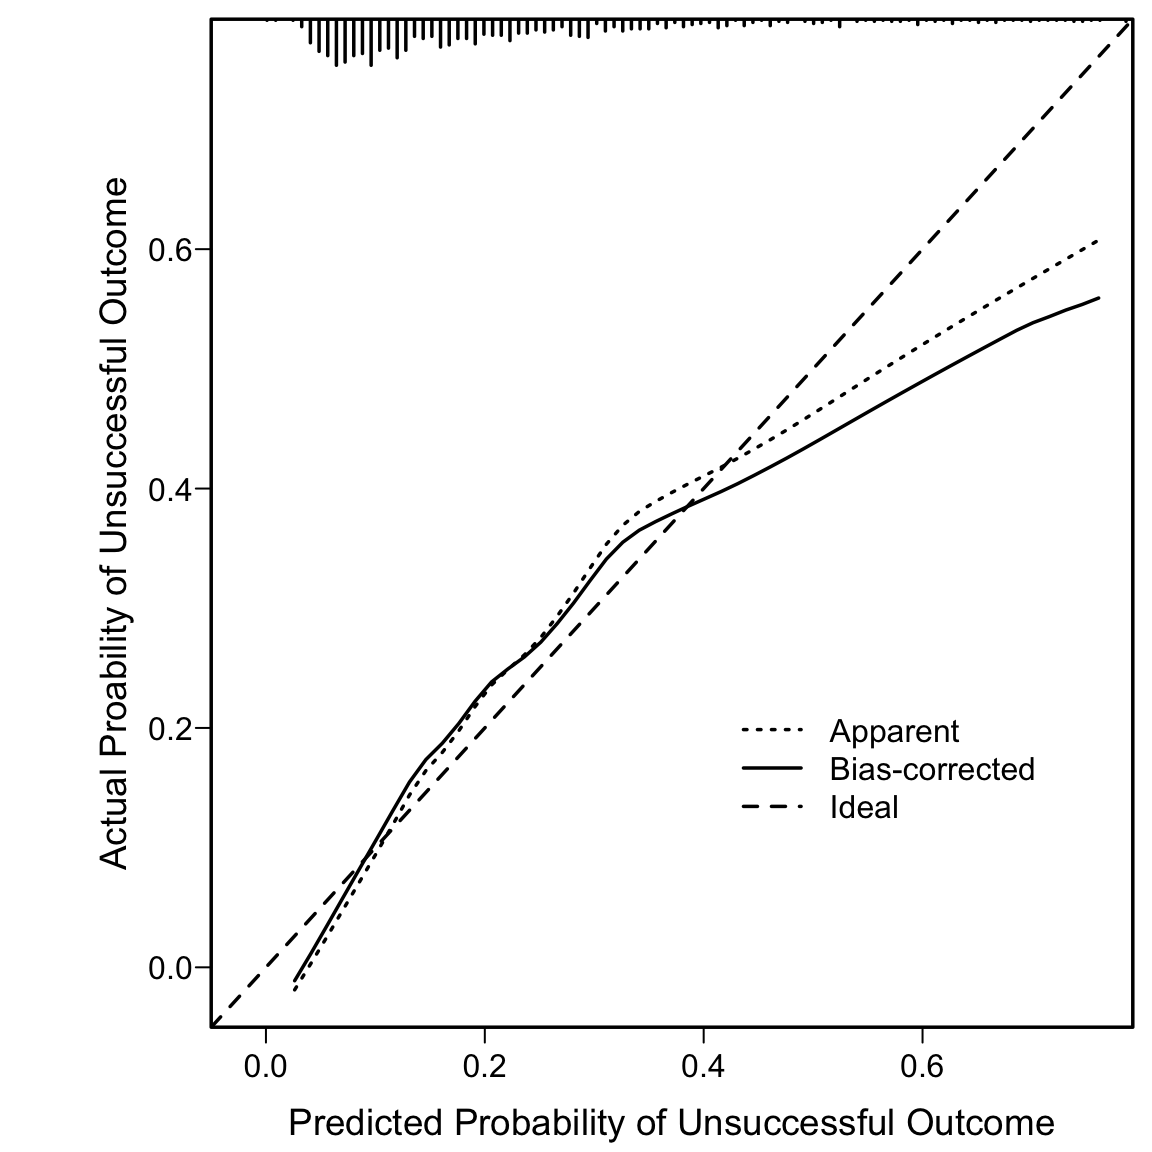 Actual Proability of Unsuccessful Outcome
0.6
0.4
0.2
0.0
Apparent
Bias-corrected
Ideal
0.0 0.2 0.4 0.6
Predicted Probability of Unsuccessful Outcome